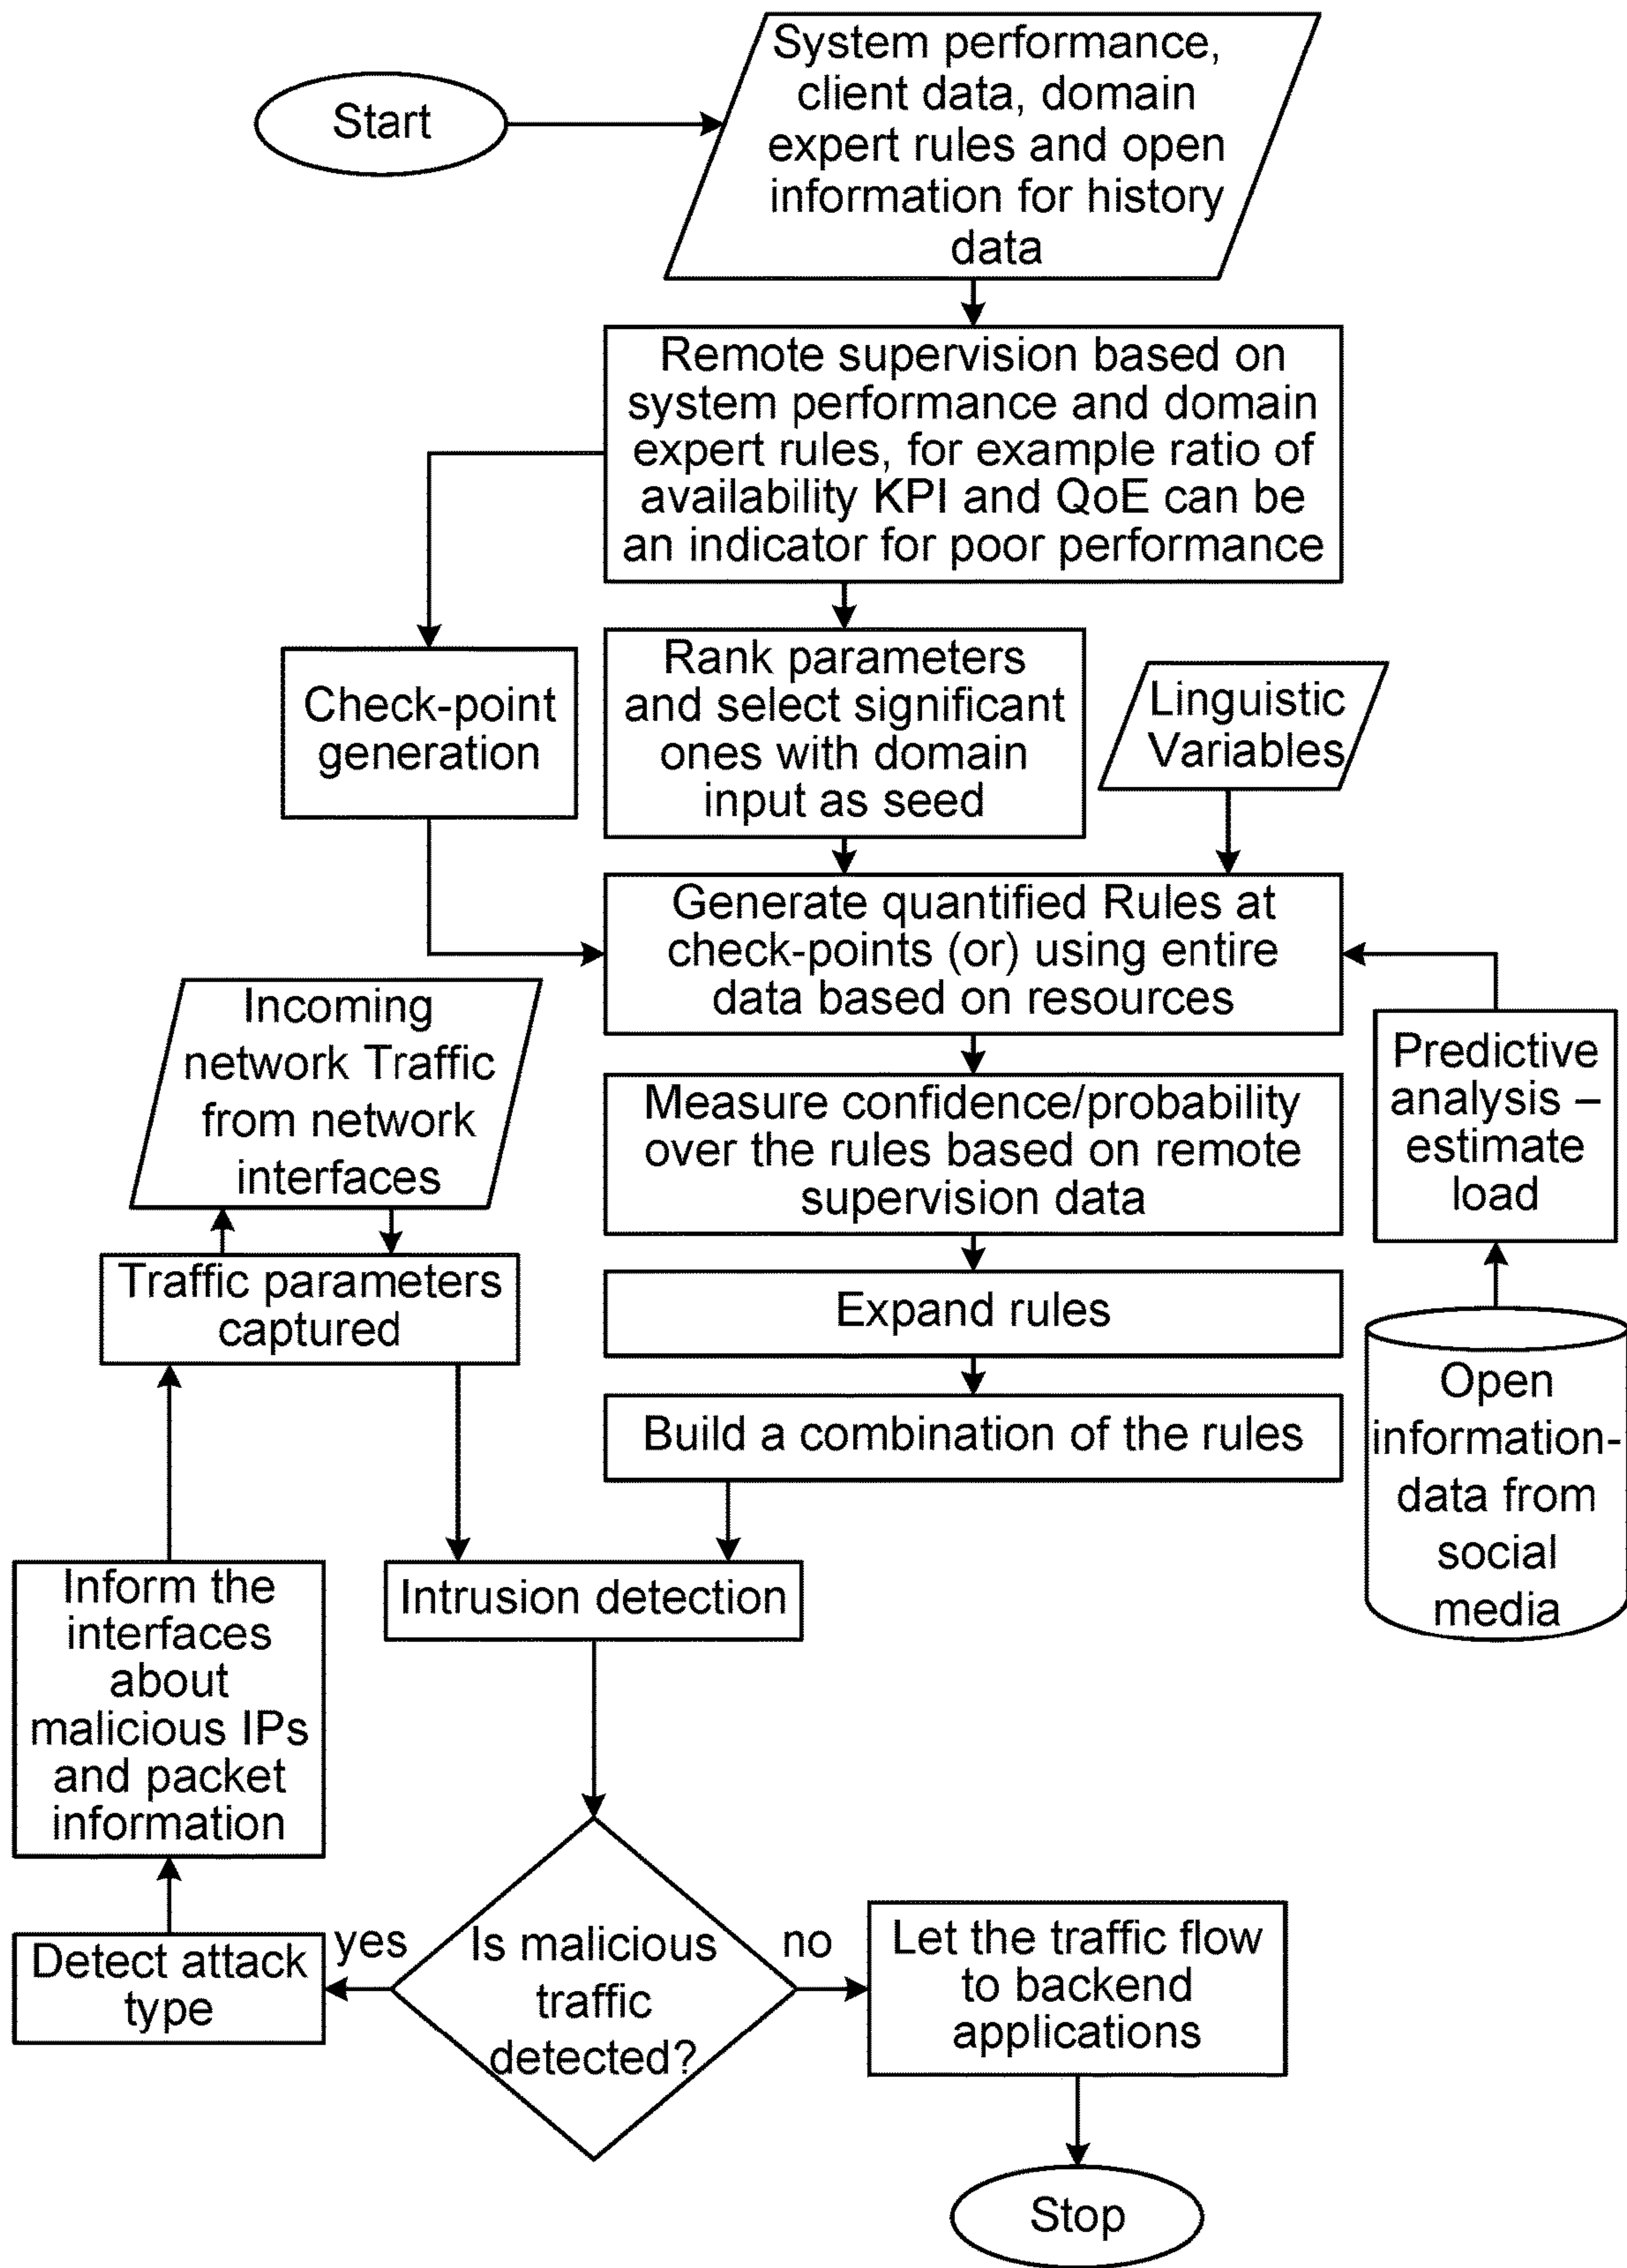 Start
System performance,
client data, domain
expert rules and open
information for history
data
Remote supervision based on
system performance and domain
expert rules, for example ratio of
availability KPI and QoE can be
an indicator for poor performance
Check-point
generation
Rank parameters
and select significant
ones with domain
input as seed
Linguistic
Variables
Generate quantified Rules at
check-points (or) using entire
data based on resources
Incoming
network Traffic
from network
interfaces
Measure confidence/probability
over the rules based on remote
supervision data
Predictive
analysis –
estimate
load
Traffic parameters
captured
Expand rules
Build a combination of the rules
Open
information-
data from
social
media
Inform the
interfaces
about
malicious IPs
and packet
information
Intrusion detection
Detect attack
type
yes
Is malicious
traffic
detected?
no
Let the traffic flow
to backend
applications
Stop